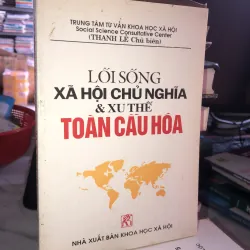 TRUNG TÂM TƯ VẤN KHOA HỌC XÃ HỘI
Social Science Consultative Center
(THANH LÊ Chủ biên)
LỐI SỐNG
XÃ HỘI CHỦ NGHĨA
& XU THẾ
TOÀN CẦU HÓA
NHÀ XUẤT BẢN KHOA HỌC XÃ HỘI